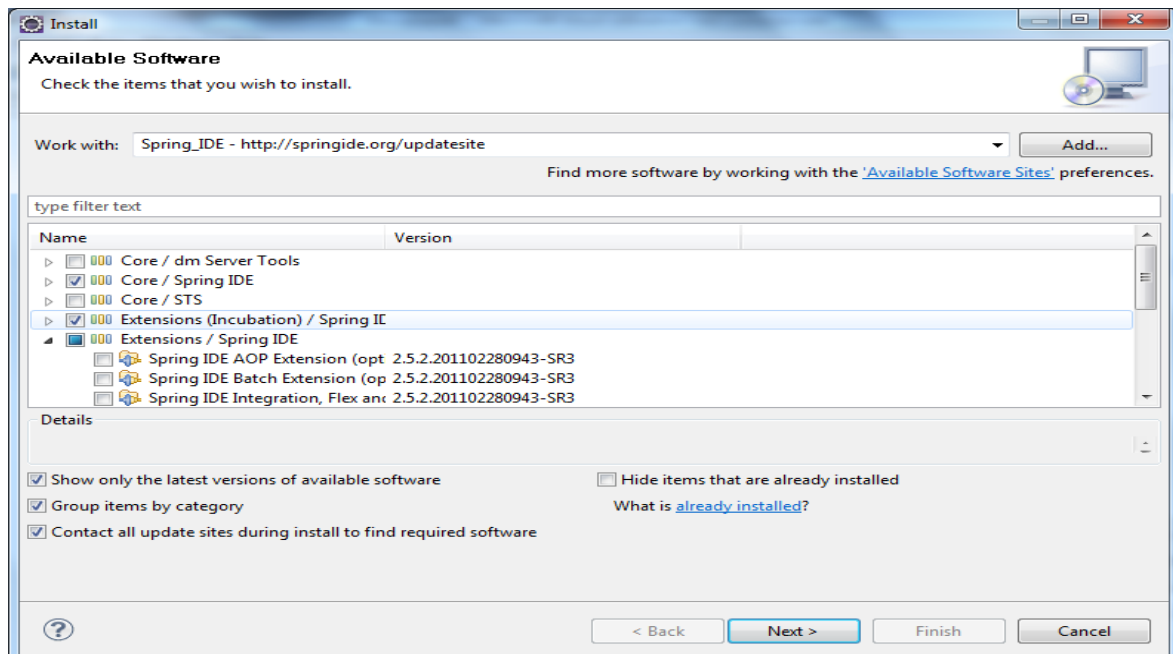 Install
Available Software
Check the items that you wish to install.
Work with: Spring_IDE - http://springide.org/updatesite Add...
Find more software by working with the 'Available Software Sites' preferences.
type filter text
Name Version
Core / dm Server Tools
Core / Spring IDE
Core / STS
Extensions (Incubation) / Spring IE
Extensions / Spring IDE
Spring IDE AOP Extension (opt 2.5.2.201102280943-SR3
Spring IDE Batch Extension (op 2.5.2.201102280943-SR3
Spring IDE Integration, Flex and 2.5.2.201102280943-SR3
Details
Show only the latest versions of available software Hide items that are already installed
Group items by category What is already installed?
Contact all update sites during install to find required software
? < Back Next > Finish Cancel